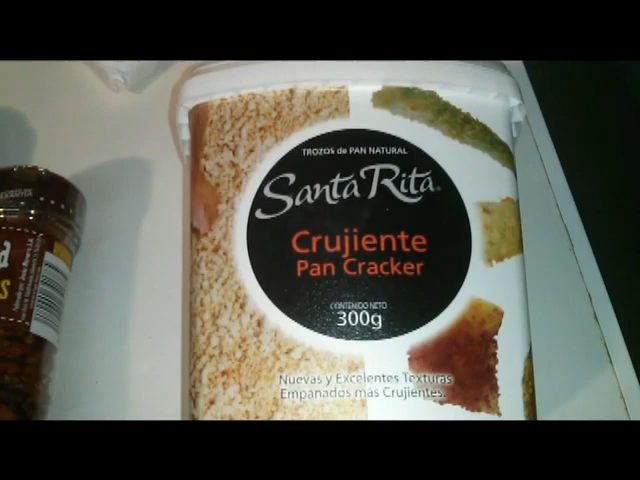 TROZOS de PAN NATURAL
Santa Rita®
Crujiente
Pan Cracker
CONTENIDO NETO
300g
Nuevas y Excelentes Texturas
Empanados más Crujientes.